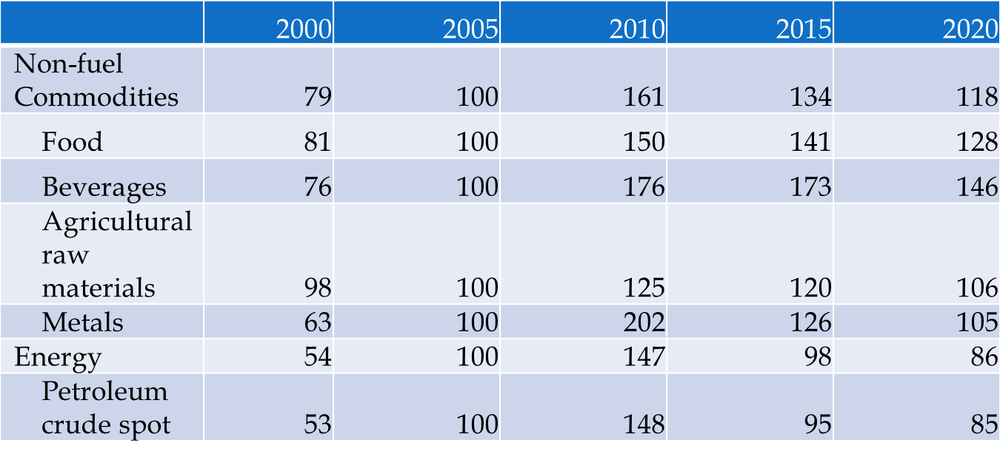 2000 2005 2010 2015 2020
Non-fuel
Commodities 79 100 161 134 118
Food 81 100 150 141 128
Beverages 76 100 176 173 146
Agricultural
raw
materials 98 100 125 120 106
Metals 63 100 202 126 105
Energy 54 100 147 98 86
Petroleum
crude spot 53 100 148 95 85